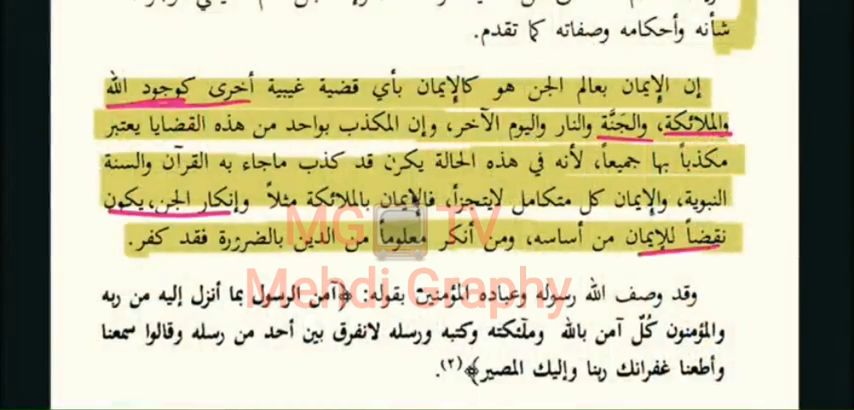 شأنه وأحكامه وصفاته كما تقدم.
إن الإيمان بعالم الجن هو كالإيمان بأي قضية غيبية أخرى كوجود الله
والملائكة، والجَنَّة والنار واليوم الآخر، وإن المكذب بواحد من هذه القضايا يعتبر
مكذباً بها جميعاً، لأنه في هذه الحالة يكون قد كذب ماجاء به القرآن والسنة
النبوية، والإيمان كل متكامل لايتجزأ، فالإيمان بالملائكة مثلاً وإنكار الجن، يكون
نقضاً للإيمان من أساسه، ومن أنكر معلوماً من الدين بالضرورة فقد كفر.
MG TV
Mehdi Graphy
وقد وصف الله رسوله وعباده المؤمنين بقوله: ﴿آمن الرسول بما أنزل إليه من ربه
والمؤمنون كُلٌّ آمن بالله وملٰئكته وكتبه ورسله لانفرق بين أحد من رسله وقالوا سمعنا
وأطعنا غفرانك ربنا وإليك المصير﴾(٢).